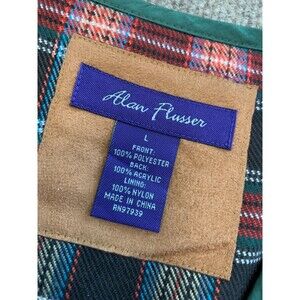 Alan Flusser
L
FRONT:
100% POLYESTER
BACK:
100% ACRYLIC
LINING:
100% NYLON
MADE IN CHINA
RN97939